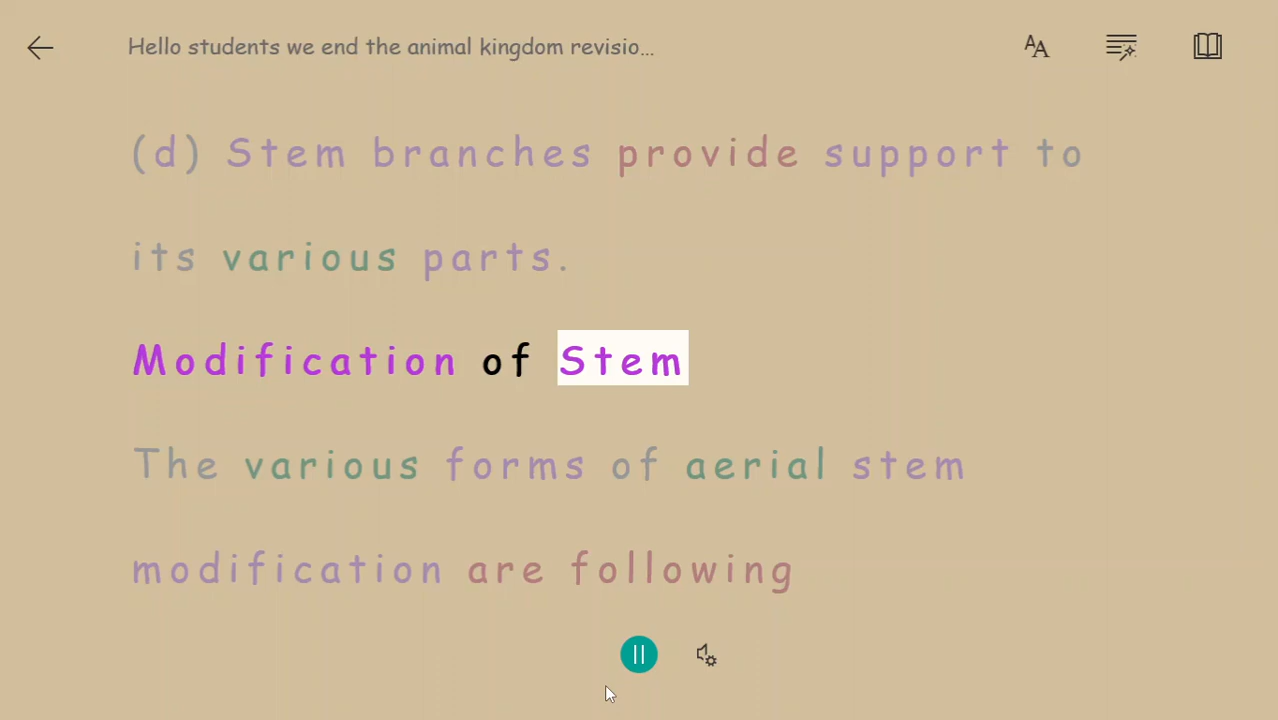 Hello students we end the animal kingdom revisio...
(d) Stem branches provide support to
its various parts.
Modification of Stem
The various forms of aerial stem
modification are following